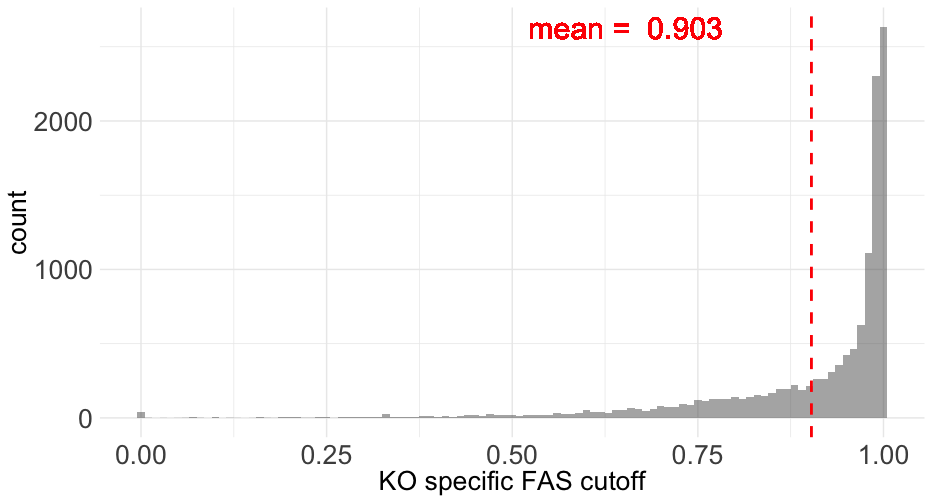 mean = 0.903
2000
1000
0
count
0.00 0.25 0.50 0.75 1.00
KO specific FAS cutoff